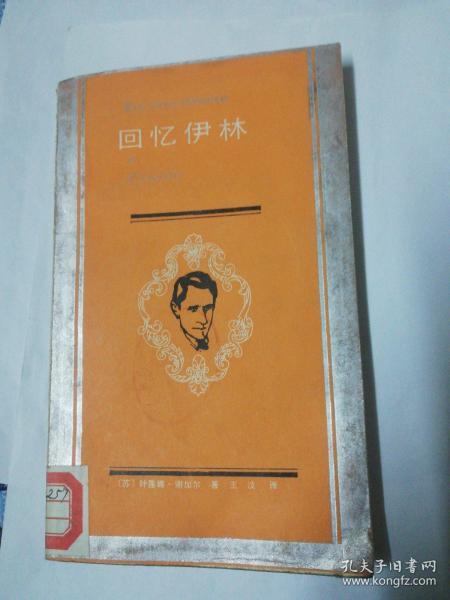 回忆伊林
〔苏〕叶莲娜·谢加尔 著 王汶 译
257
孔夫子旧书网
www.kongfz.com